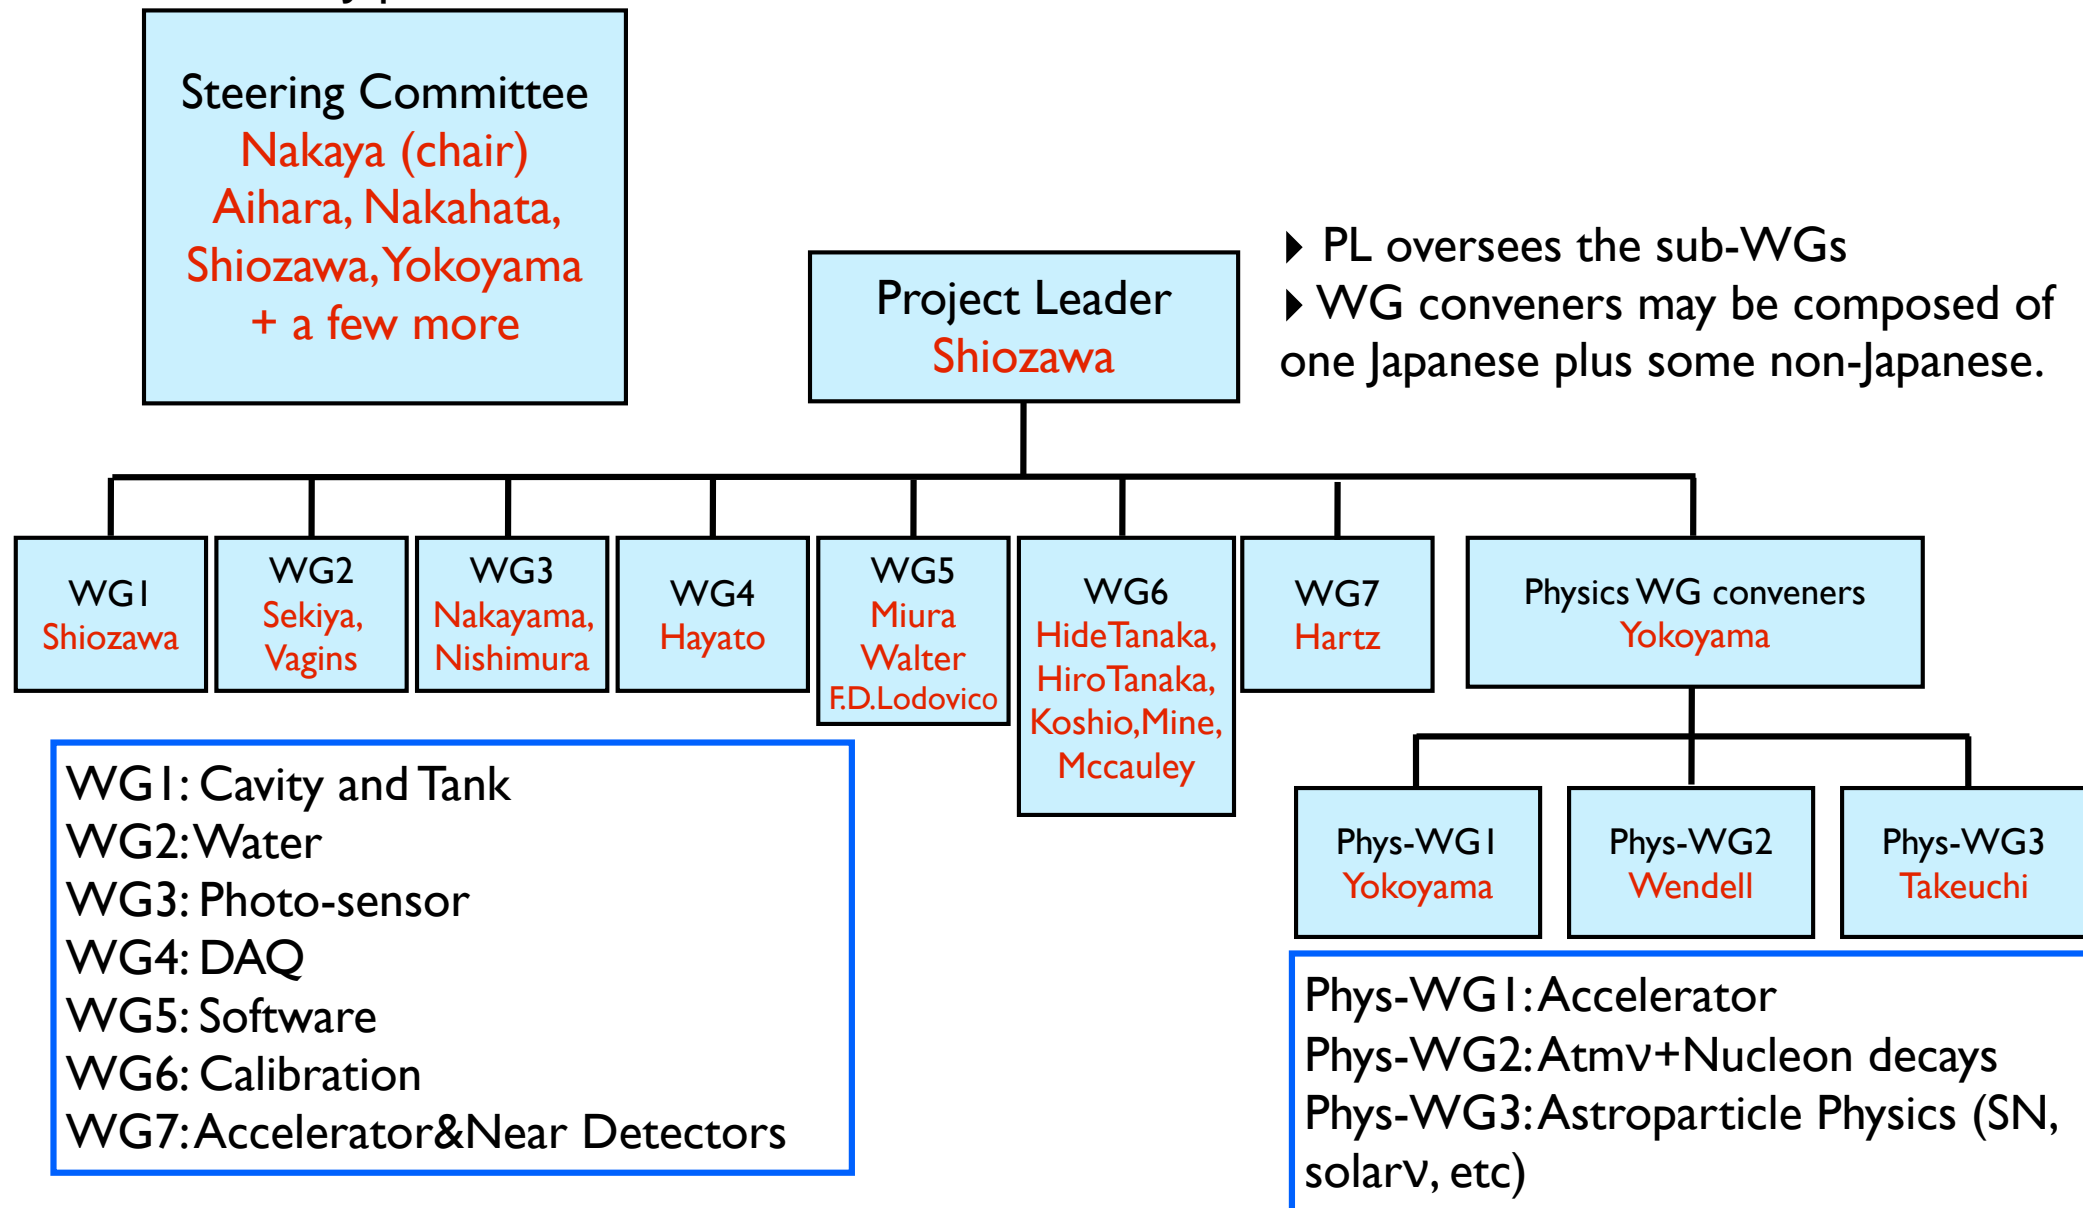 Steering Committee
Nakaya (chair)
Aihara, Nakahata,
Shiozawa, Yokoyama
+ a few more
Project Leader
Shiozawa
▸ PL oversees the sub-WGs
▸ WG conveners may be composed of
one Japanese plus some non-Japanese.
WG1
Shiozawa
WG2
Sekiya,
Vagins
WG3
Nakayama,
Nishimura
WG4
Hayato
WG5
Miura
Walter
F.D.Lodovico
WG6
HideTanaka,
HiroTanaka,
Koshio,Mine,
Mccauley
WG7
Hartz
Physics WG conveners
Yokoyama
Phys-WG1
Yokoyama
Phys-WG2
Wendell
Phys-WG3
Takeuchi
WG1: Cavity and Tank
WG2: Water
WG3: Photo-sensor
WG4: DAQ
WG5: Software
WG6: Calibration
WG7: Accelerator&Near Detectors
Phys-WG1: Accelerator
Phys-WG2: Atmν+Nucleon decays
Phys-WG3: Astroparticle Physics (SN,
solarν, etc)